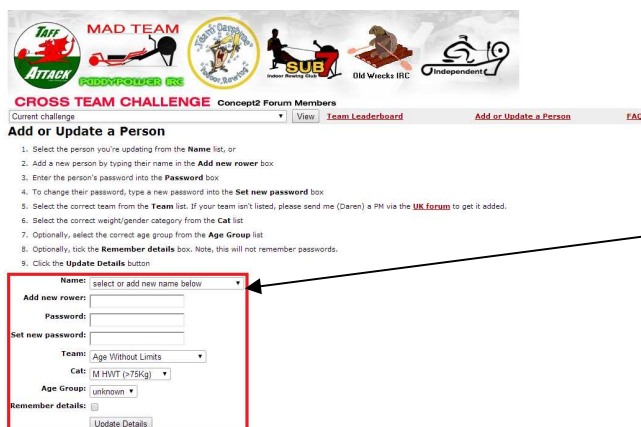 TAFF
ATTACK
MAD TEAM
PADDYPOWER IRC
Team Oarsome
Indoor Rowing
SUB 7
Indoor Rowing Club
Old Wrecks IRC
Independent
CROSS TEAM CHALLENGE Concept2 Forum Members
Current challenge View Team Leaderboard Add or Update a Person FAQ
Add or Update a Person
1. Select the person you're updating from the Name list, or
2. Add a new person by typing their name in the Add new rower box
3. Enter the person's password into the Password box
4. To change their password, type a new password into the Set new password box
5. Select the correct team from the Team list. If your team isn't listed, please send me (Daren) a PM via the UK forum to get it added.
6. Select the correct weight/gender category from the Cat list
7. Optionally, select the correct age group from the Age Group list
8. Optionally, tick the Remember details box. Note, this will not remember passwords.
9. Click the Update Details button
Name: select or add new name below
Add new rower:
Password:
Set new password:
Team: Age Without Limits
Cat: M HWT (>75Kg)
Age Group: unknown
Remember details:
Update Details